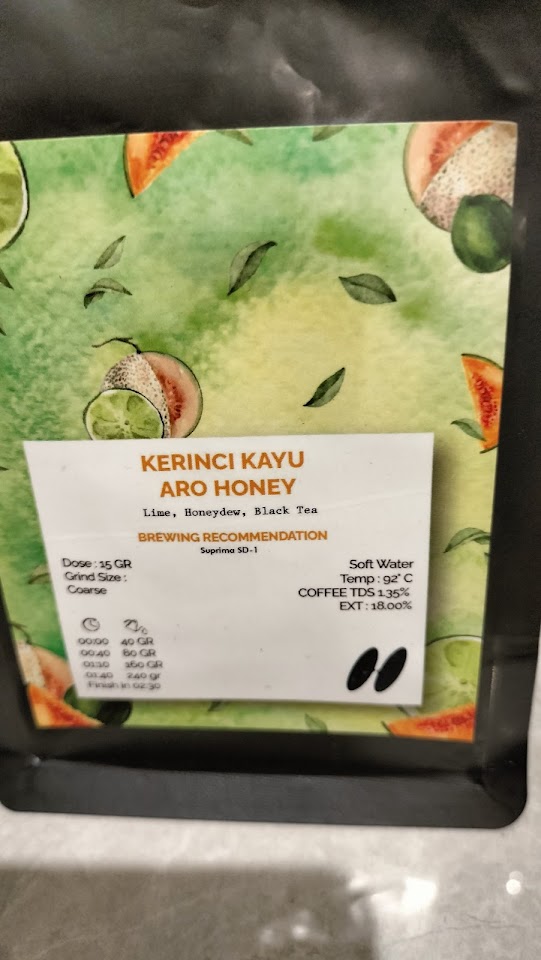 KERINCI KAYU
ARO HONEY
Lime, Honeydew, Black Tea
BREWING RECOMMENDATION
Suprima SD-1
Dose : 15 GR
Grind Size :
Coarse
Soft Water
Temp : 92° C
COFFEE TDS 1.35%
EXT : 18.00%
00:00 40 GR
00:40 80 GR
01:10 160 GR
01:40 240 gr
Finish in 02:30